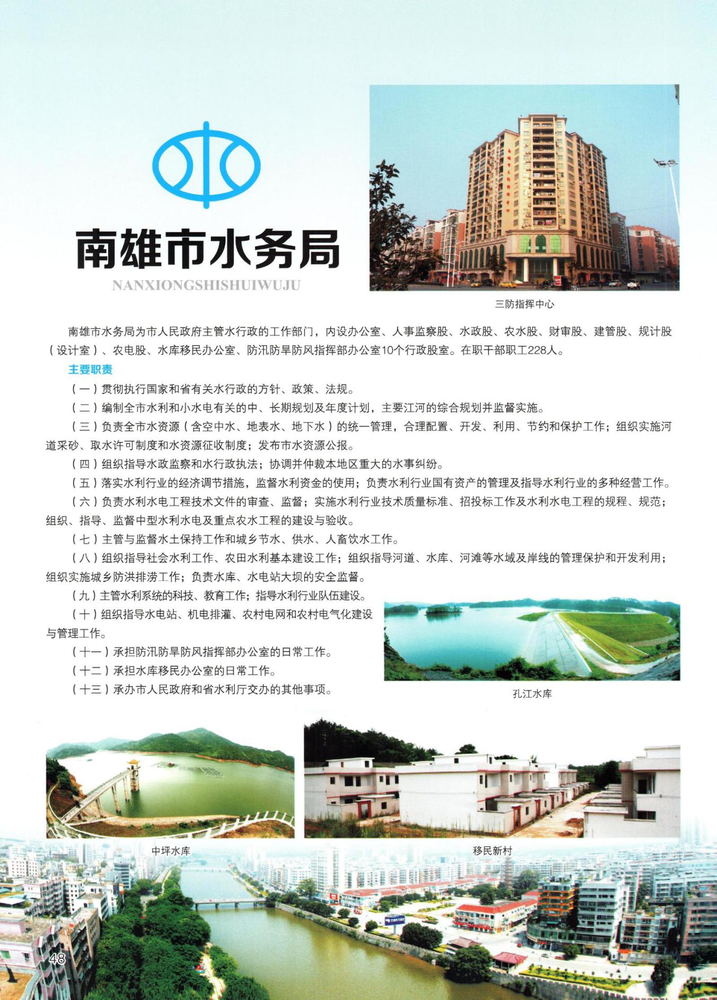 南雄市水务局
NANXIONGSHISHUIWUJU
南雄市三防指挥中心
三防指挥中心
南雄市水务局为市人民政府主管水行政的工作部门，内设办公室、人事监察股、水政股、农水股、财审股、建管股、规计股
（设计室）、农电股、水库移民办公室、防汛防旱防风指挥部办公室10个行政股室。在职干部职工228人。
主要职责
（一）贯彻执行国家和省有关水行政的方针、政策、法规。
（二）编制全市水利和小水电有关的中、长期规划及年度计划，主要江河的综合规划并监督实施。
（三）负责全市水资源（含空中水、地表水、地下水）的统一管理，合理配置、开发、利用、节约和保护工作；组织实施河
道采砂、取水许可制度和水资源征收制度；发布市水资源公报。
（四）组织指导水政监察和水行政执法；协调并仲裁本地区重大的水事纠纷。
（五）落实水利行业的经济调节措施，监督水利资金的使用；负责水利行业国有资产的管理及指导水利行业的多种经营工作。
（六）负责水利水电工程技术文件的审查、监督；实施水利行业技术质量标准、招投标工作及水利水电工程的规程、规范；
组织、指导、监督中型水利水电及重点农水工程的建设与验收。
（七）主管与监督水土保持工作和城乡节水、供水、人畜饮水工作。
（八）组织指导社会水利工作、农田水利基本建设工作；组织指导河道、水库、河滩等水域及岸线的管理保护和开发利用；
组织实施城乡防洪排涝工作；负责水库、水电站大坝的安全监督。
（九）主管水利系统的科技、教育工作；指导水利行业队伍建设。
（十）组织指导水电站、机电排灌、农村电网和农村电气化建设
与管理工作。
（十一）承担防汛防旱防风指挥部办公室的日常工作。
（十二）承担水库移民办公室的日常工作。
（十三）承办市人民政府和省水利厅交办的其他事项。
孔江水库
中坪水库
移民新村
48